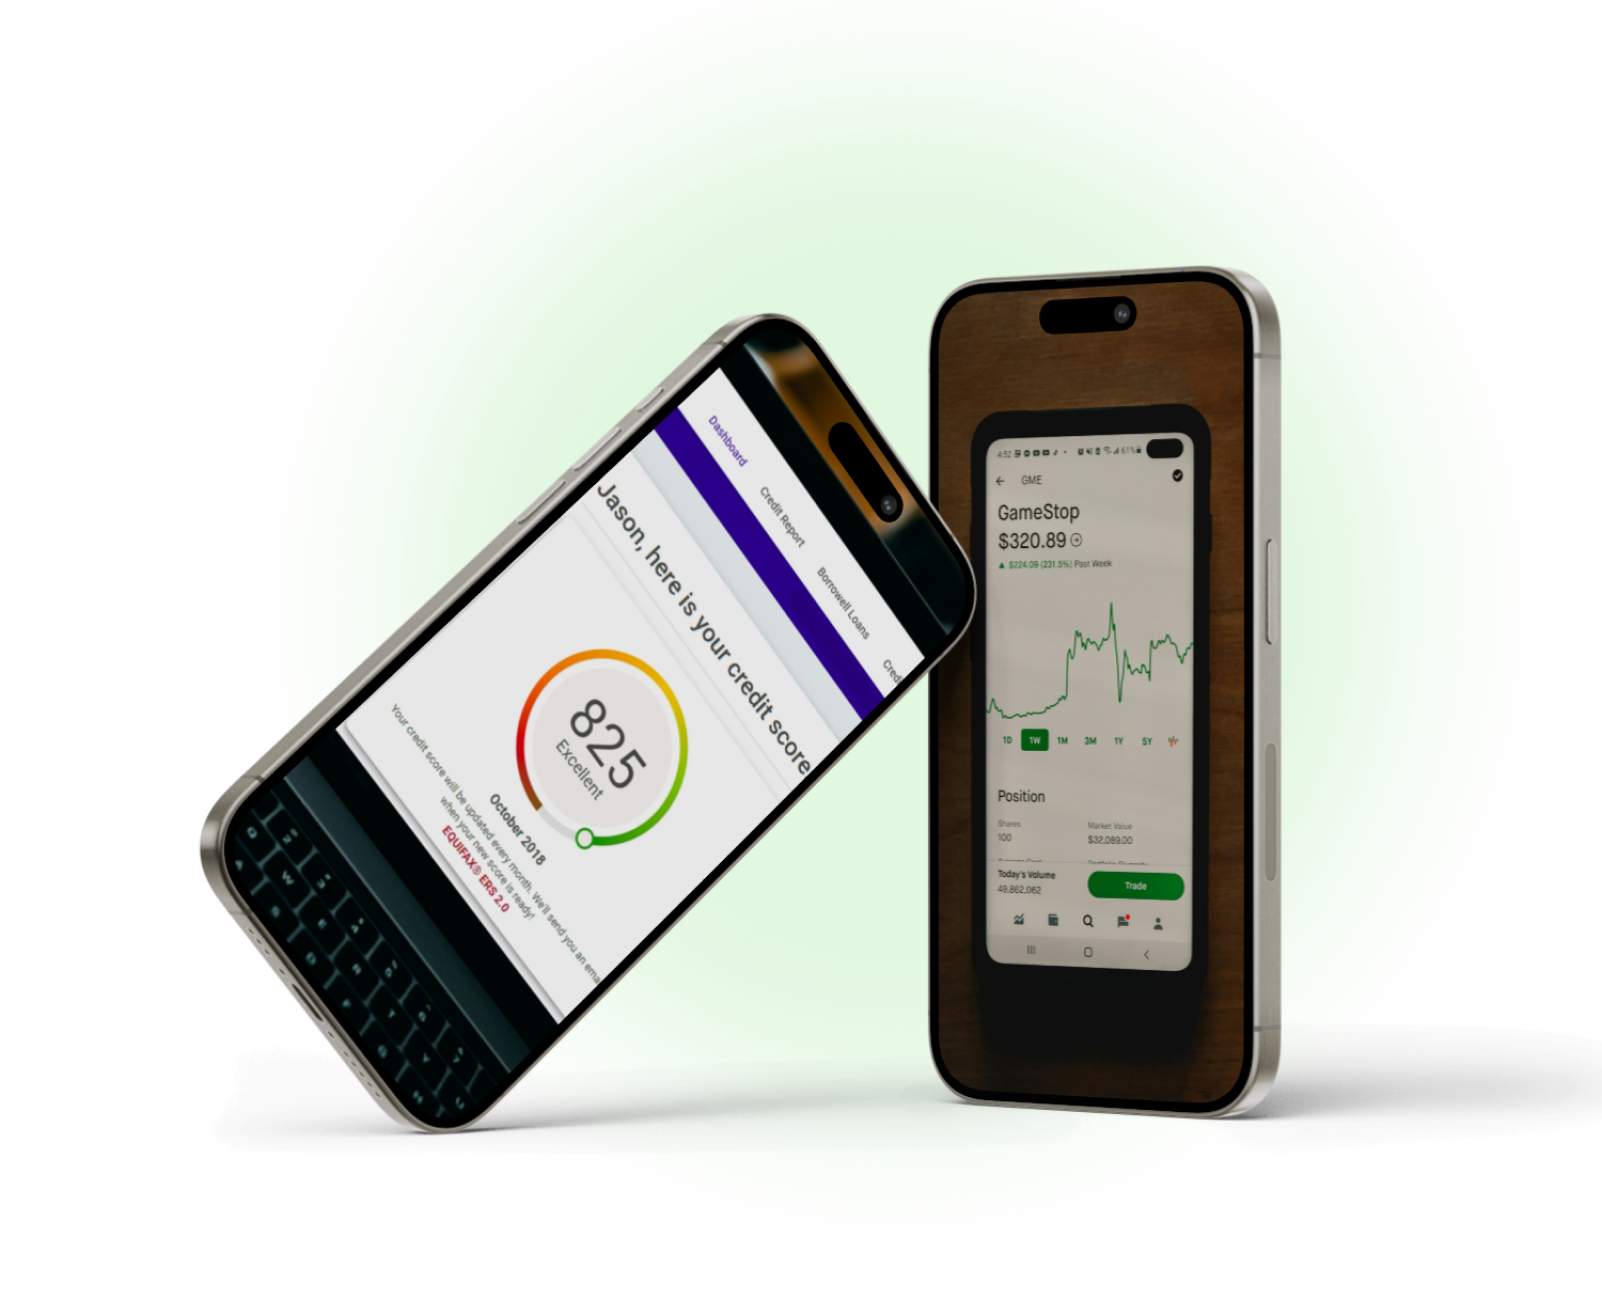 Dashboard
Credit Report
Borrowell Loans
Cred
Jason, here is your credit score
825
Excellent
October 2018
Your credit score will be updated every month. We'll send you an ema
when your new score is ready!
EQUIFAX® ERS 2.0
4:52
61%
GME
GameStop
$320.89
▲ $224.09 (231.5%) Past Week
1D 1W 1M 3M 1Y 5Y
Position
Shares
100
Market Value
$32,089.00
Today's Volume
49,862,062
Trade